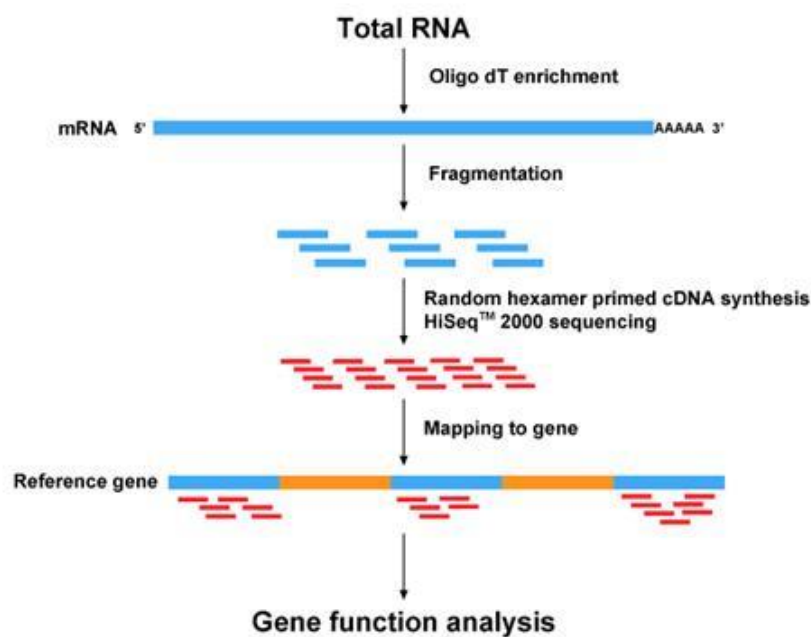 Total RNA
Oligo dT enrichment
mRNA 5' AAAAA 3'
Fragmentation
Random hexamer primed cDNA synthesis
HiSeq™ 2000 sequencing
Mapping to gene
Reference gene
Gene function analysis